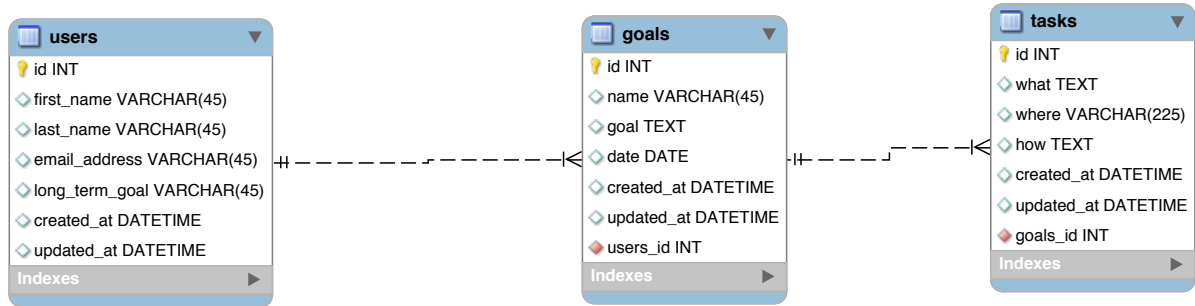 users
id INT
first_name VARCHAR(45)
last_name VARCHAR(45)
email_address VARCHAR(45)
long_term_goal VARCHAR(45)
created_at DATETIME
updated_at DATETIME
Indexes
goals
id INT
name VARCHAR(45)
goal TEXT
date DATE
created_at DATETIME
updated_at DATETIME
users_id INT
Indexes
tasks
id INT
what TEXT
where VARCHAR(225)
how TEXT
created_at DATETIME
updated_at DATETIME
goals_id INT
Indexes